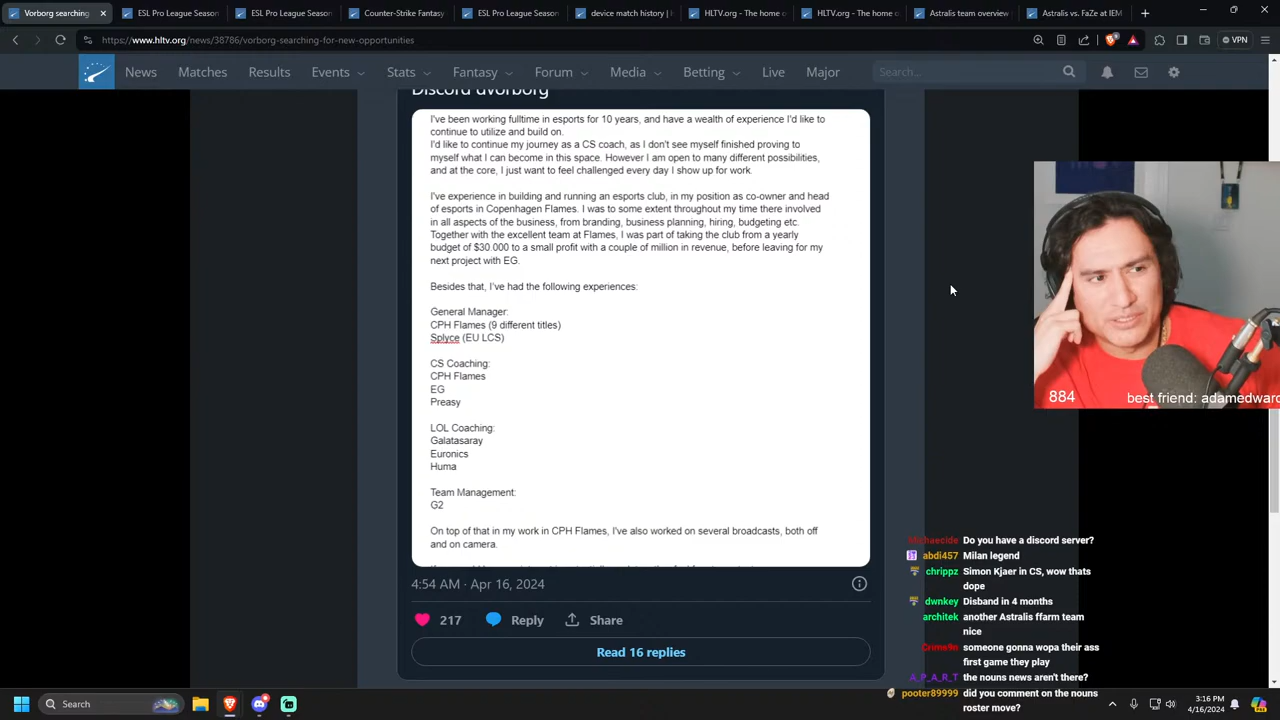 Vorborg searching
ESL Pro League Season
ESL Pro League Season
Counter-Strike Fantasy
ESL Pro League Season
device match history |
HLTV.org - The home o
HLTV.org - The home o
Astralis team overview
Astralis vs. FaZe at IEM
https://www.hltv.org/news/38786/vorborg-searching-for-new-opportunities
VPN
News
Matches
Results
Events
Stats
Fantasy
Forum
Media
Betting
Live
Major
Search...
Discord dvorborg
I've been working fulltime in esports for 10 years, and have a wealth of experience I'd like to
continue to utilize and build on.
I'd like to continue my journey as a CS coach, as I don't see myself finished proving to
myself what I can become in this space. However I am open to many different possibilities,
and at the core, I just want to feel challenged every day I show up for work.
I've experience in building and running an esports club, in my position as co-owner and head
of esports in Copenhagen Flames. I was to some extent throughout my time there involved
in all aspects of the business, from branding, business planning, hiring, budgeting etc.
Together with the excellent team at Flames, I was part of taking the club from a yearly
budget of $30.000 to a small profit with a couple of million in revenue, before leaving for my
next project with EG.
Besides that, I've had the following experiences:
General Manager:
CPH Flames (9 different titles)
Splyce (EU LCS)
CS Coaching:
CPH Flames
EG
Preasy
LOL Coaching:
Galatasaray
Euronics
Huma
Team Management:
G2
On top of that in my work in CPH Flames, I've also worked on several broadcasts, both off
and on camera.
4:54 AM · Apr 16, 2024
217
Reply
Share
Read 16 replies
884
best friend: adamedward
Michaecide Do you have a discord server?
abdi457 Milan legend
chrippz Simon Kjaer in CS, wow thats
dope
dwnkey Disband in 4 months
architek another Astralis ffarm team
nice
Crime9n someone gonna wopa their ass
first game they play
A_P_A_R_T the nouns news aren't there?
pooter89999 did you comment on the nouns
roster move?
Search
3:16 PM
4/16/2024